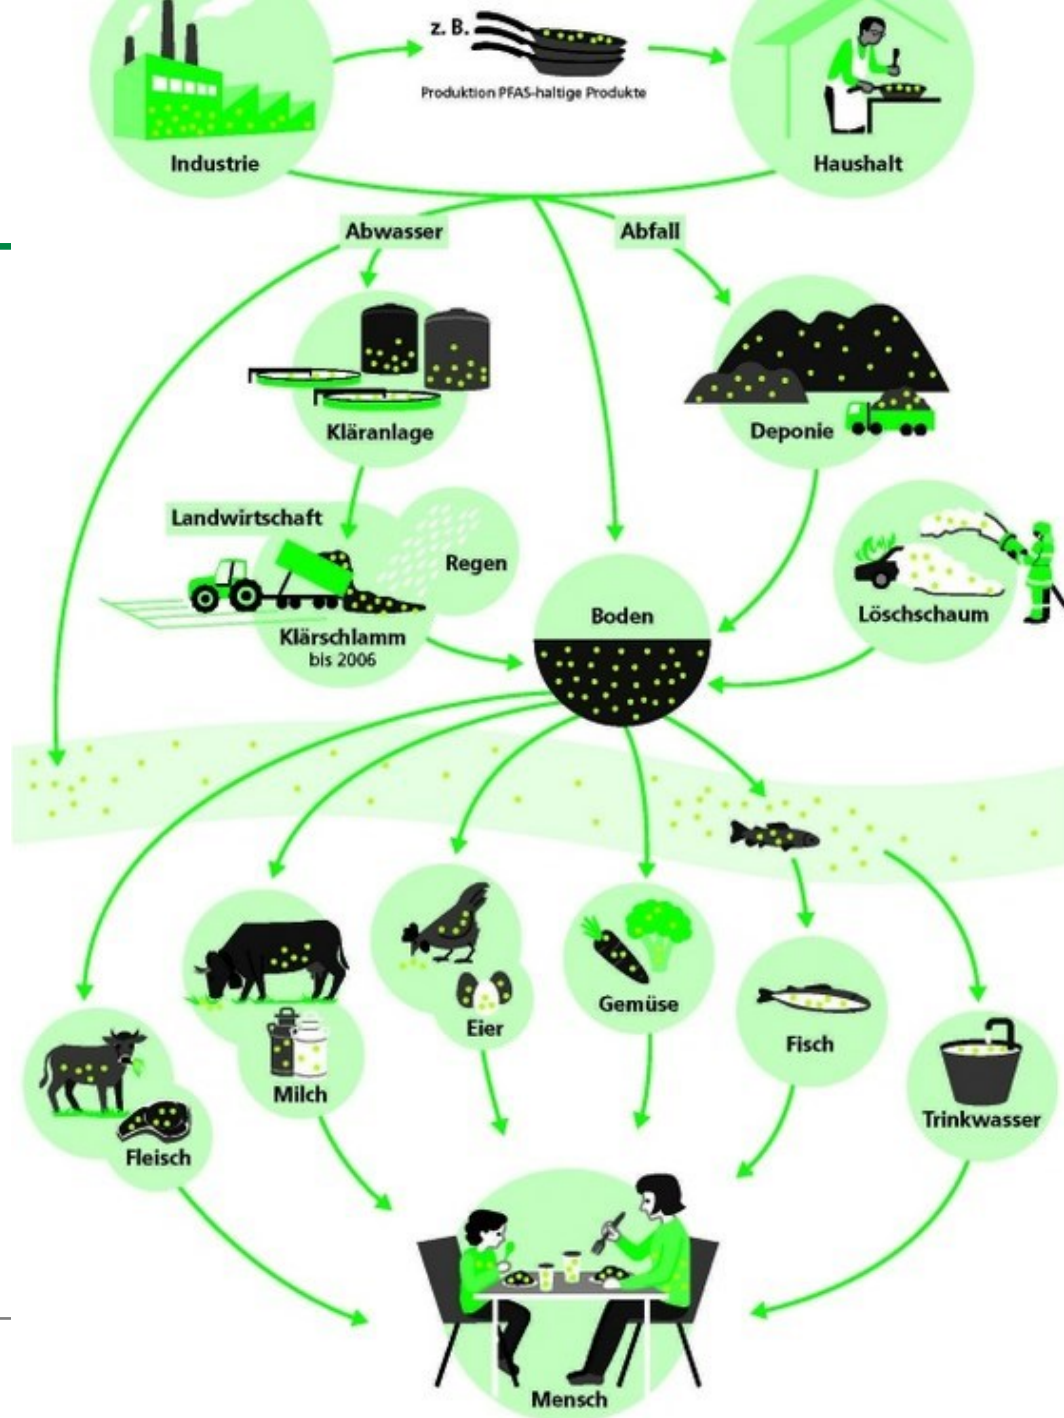 z. B.
Produktion PFAS-haltige Produkte
Industrie
Haushalt
Abwasser
Abfall
Kläranlage
Deponie
Landwirtschaft
Regen
Klärschlamm
bis 2006
Boden
Löschschaum
Gemüse
Eier
Fisch
Milch
Trinkwasser
Fleisch
Mensch